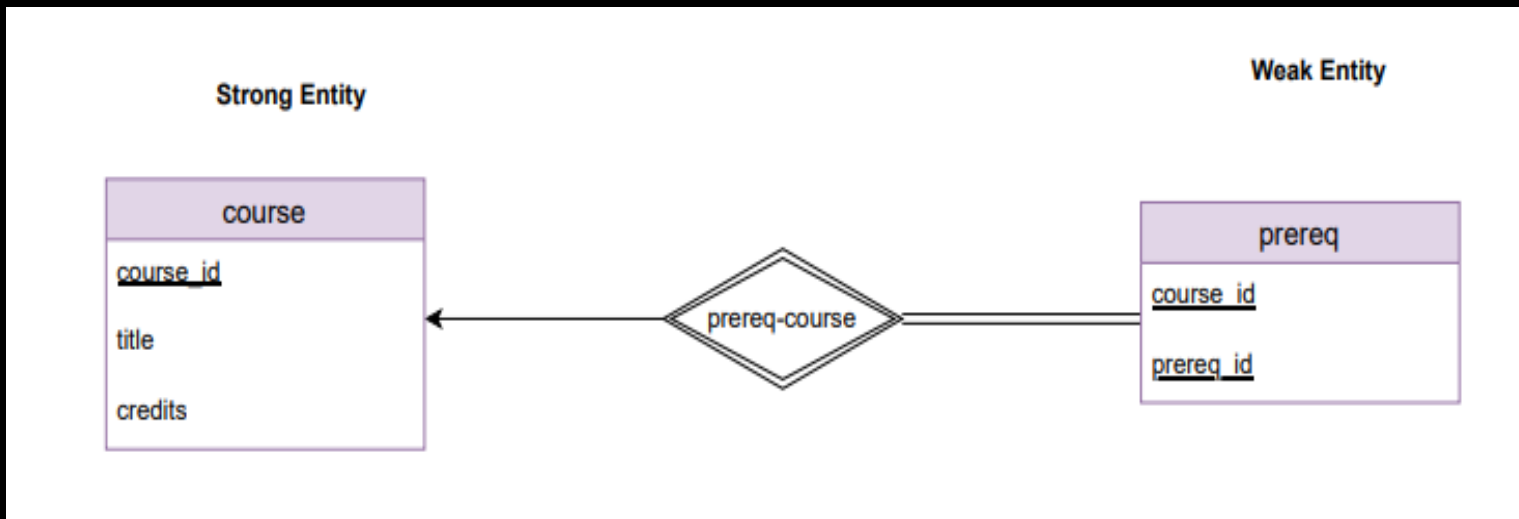 Strong Entity
Weak Entity
course
course_id
title
credits
prereq-course
prereq
course_id
prereq_id